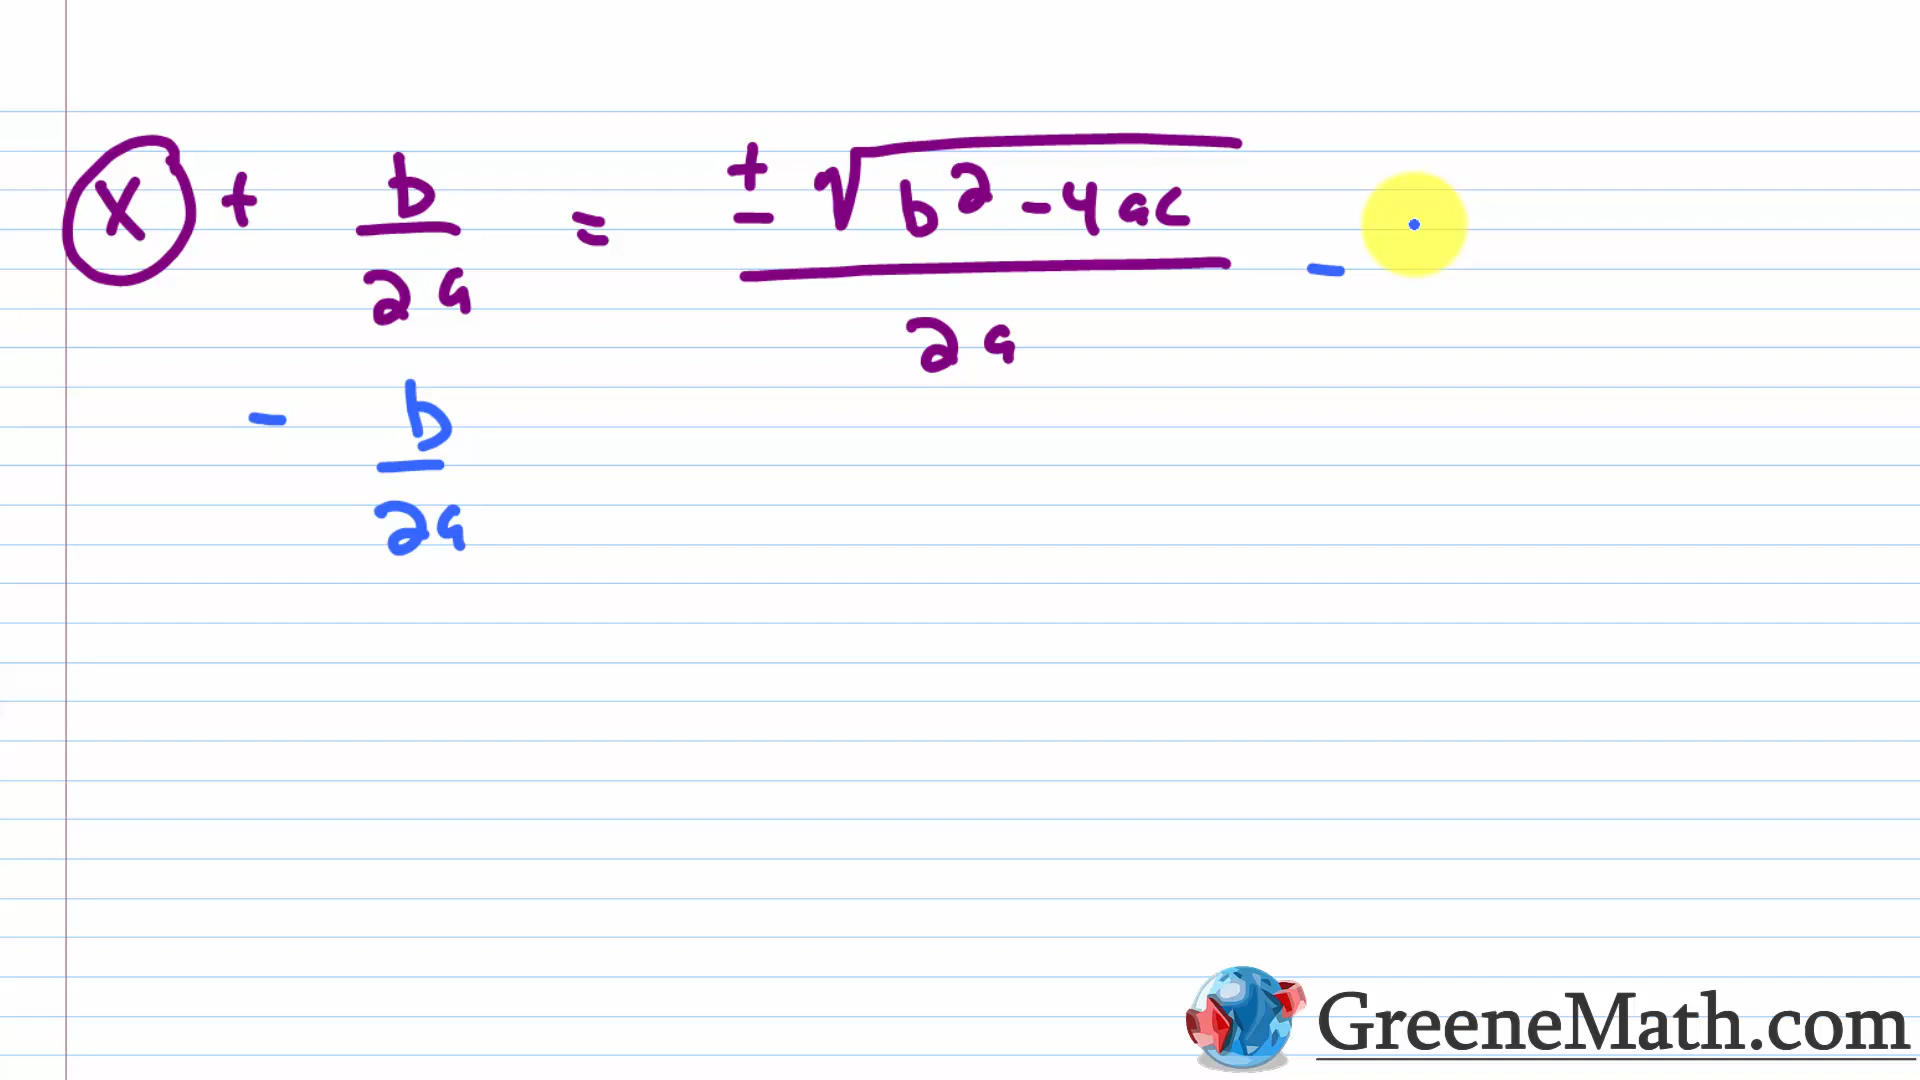 x + b/2a = ±√(b² - 4ac)/2a -
- b/2a
GreeneMath.com